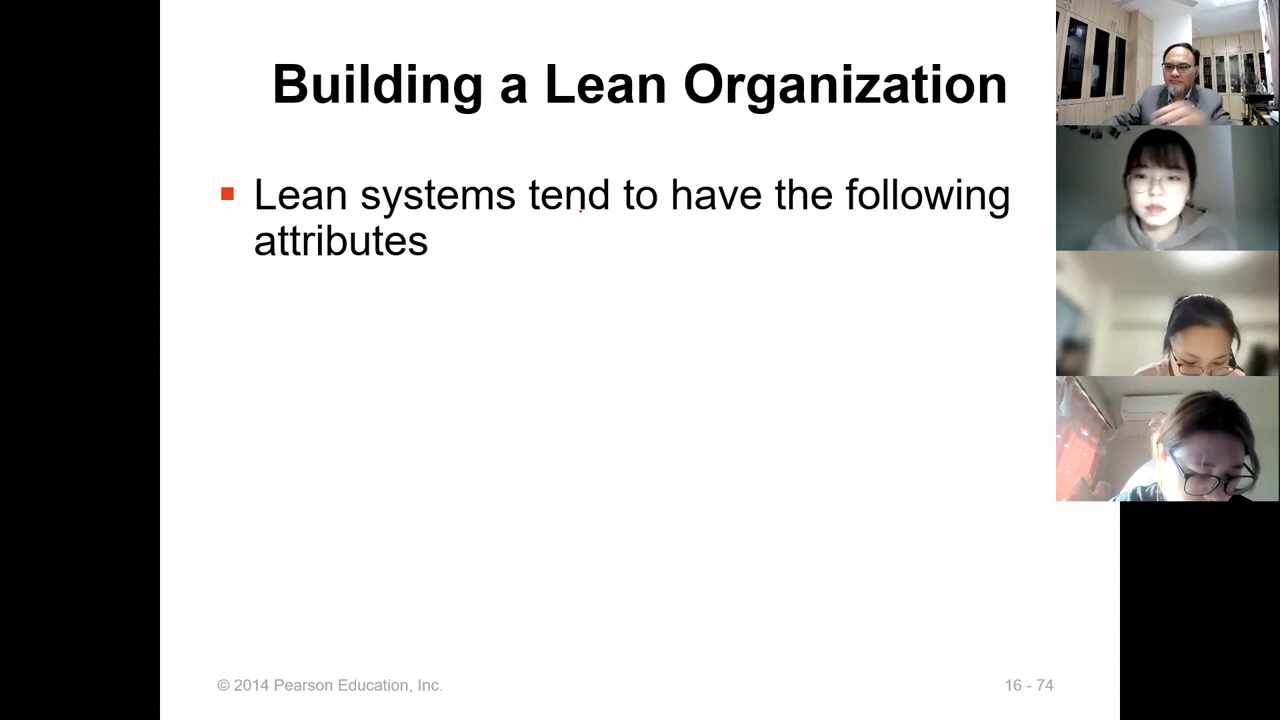 Building a Lean Organization
Lean systems tend to have the following
attributes
© 2014 Pearson Education, Inc.
16 - 74